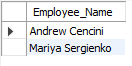 Employee_Name
Andrew Cencini
Mariya Sergienko